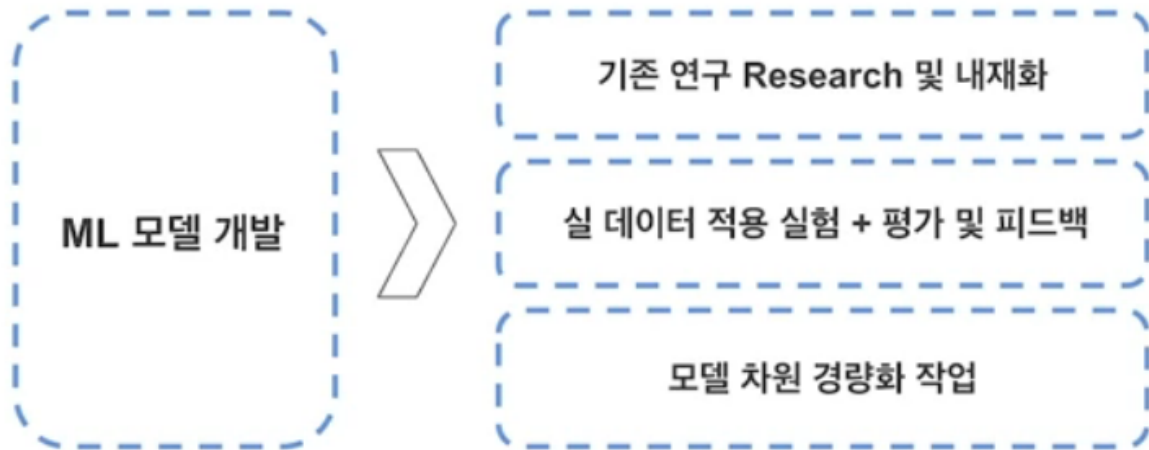 ML 모델 개발
기존 연구 Research 및 내재화
실 데이터 적용 실험 + 평가 및 피드백
모델 차원 경량화 작업